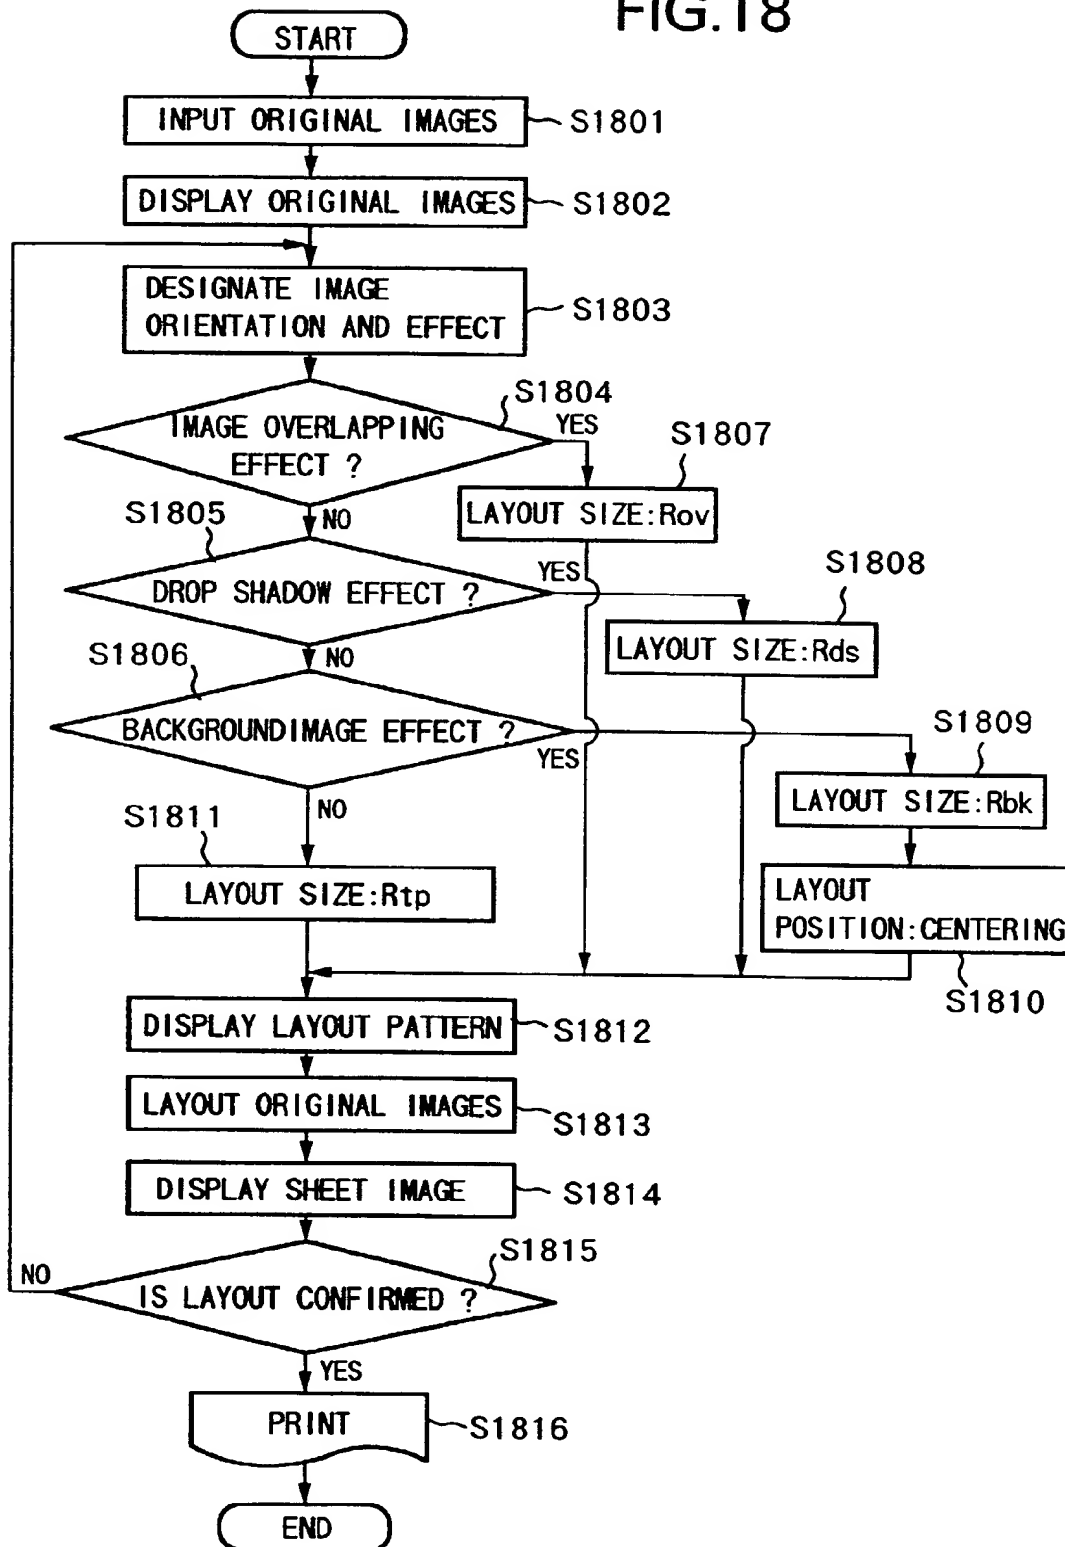 FIG.18
START
INPUT ORIGINAL IMAGES
S1801
DISPLAY ORIGINAL IMAGES
S1802
DESIGNATE IMAGE
ORIENTATION AND EFFECT
S1803
S1804
IMAGE OVERLAPPING
EFFECT ?
YES
S1807
LAYOUT SIZE:Rov
NO
S1805
DROP SHADOW EFFECT ?
YES
S1808
LAYOUT SIZE:Rds
NO
S1806
BACKGROUNDIMAGE EFFECT ?
YES
S1809
LAYOUT SIZE:Rbk
NO
S1811
LAYOUT SIZE:Rtp
LAYOUT
POSITION:CENTERING
S1810
DISPLAY LAYOUT PATTERN
S1812
LAYOUT ORIGINAL IMAGES
S1813
DISPLAY SHEET IMAGE
S1814
S1815
NO
IS LAYOUT CONFIRMED ?
YES
PRINT
S1816
END